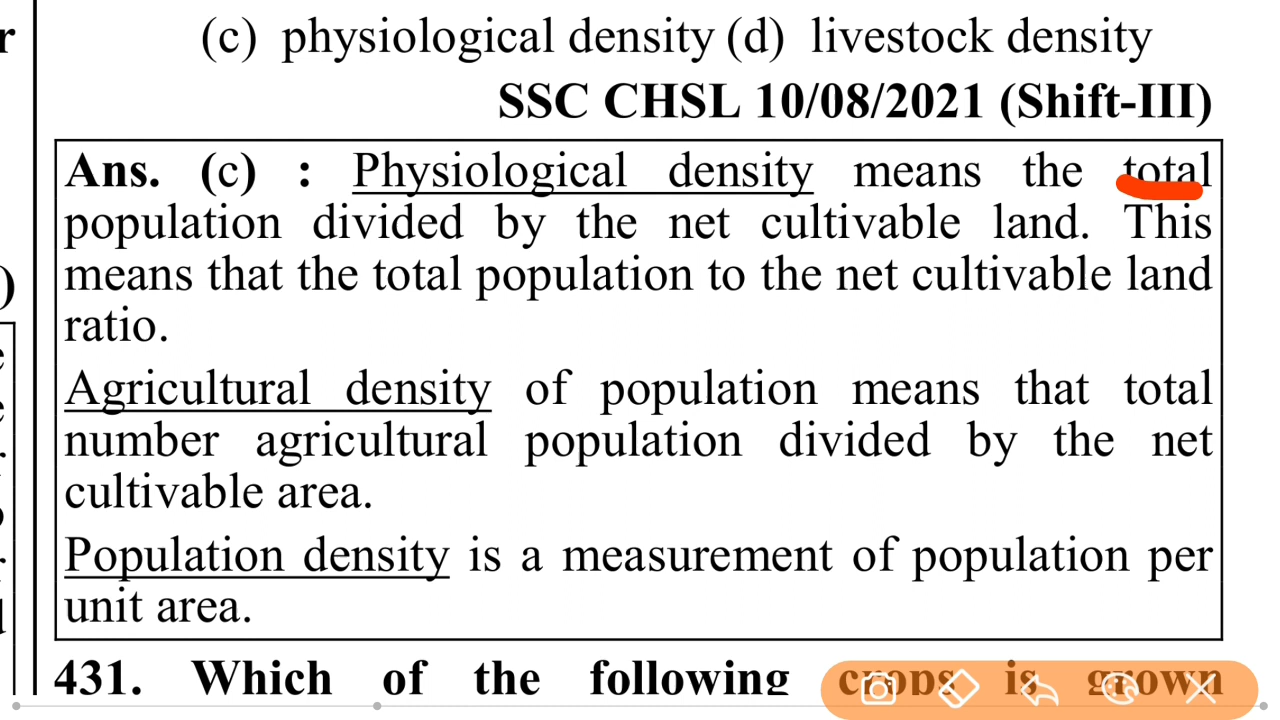 (c) physiological density (d) livestock density
SSC CHSL 10/08/2021 (Shift-III)
Ans. (c) : Physiological density means the total
population divided by the net cultivable land. This
means that the total population to the net cultivable land
ratio.
Agricultural density of population means that total
number agricultural population divided by the net
cultivable area.
Population density is a measurement of population per
unit area.
431. Which of the following crops is grown